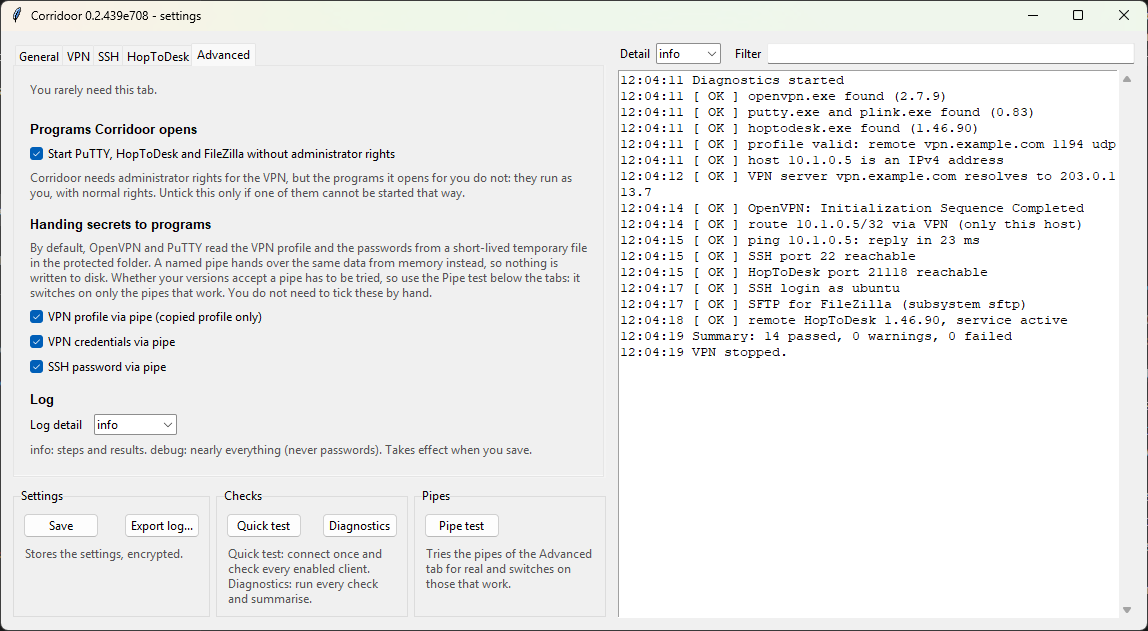 Corridoor 0.2.439e708 - settings
General VPN SSH HopToDesk Advanced
You rarely need this tab.
Programs Corridoor opens
Start PuTTY, HopToDesk and FileZilla without administrator rights
Corridoor needs administrator rights for the VPN, but the programs it opens for you do not: they run as
you, with normal rights. Untick this only if one of them cannot be started that way.
Handing secrets to programs
By default, OpenVPN and PuTTY read the VPN profile and the passwords from a short-lived temporary file
in the protected folder. A named pipe hands over the same data from memory instead, so nothing is
written to disk. Whether your versions accept a pipe has to be tried, so use the Pipe test below the tabs: it
switches on only the pipes that work. You do not need to tick these by hand.
VPN profile via pipe (copied profile only)
VPN credentials via pipe
SSH password via pipe
Log
Log detail info
info: steps and results. debug: nearly everything (never passwords). Takes effect when you save.
Settings
Save Export log...
Stores the settings, encrypted.
Checks
Quick test Diagnostics
Quick test: connect once and
check every enabled client.
Diagnostics: run every check
and summarise.
Pipes
Pipe test
Tries the pipes of the Advanced
tab for real and switches on
those that work.
Detail info Filter
12:04:11 Diagnostics started
12:04:11 [ OK ] openvpn.exe found (2.7.9)
12:04:11 [ OK ] putty.exe and plink.exe found (0.83)
12:04:11 [ OK ] hoptodesk.exe found (1.46.90)
12:04:11 [ OK ] profile valid: remote vpn.example.com 1194 udp
12:04:11 [ OK ] host 10.1.0.5 is an IPv4 address
12:04:12 [ OK ] VPN server vpn.example.com resolves to 203.0.1
13.7
12:04:14 [ OK ] OpenVPN: Initialization Sequence Completed
12:04:14 [ OK ] route 10.1.0.5/32 via VPN (only this host)
12:04:15 [ OK ] ping 10.1.0.5: reply in 23 ms
12:04:15 [ OK ] SSH port 22 reachable
12:04:15 [ OK ] HopToDesk port 21118 reachable
12:04:17 [ OK ] SSH login as ubuntu
12:04:17 [ OK ] SFTP for FileZilla (subsystem sftp)
12:04:18 [ OK ] remote HopToDesk 1.46.90, service active
12:04:19 Summary: 14 passed, 0 warnings, 0 failed
12:04:19 VPN stopped.